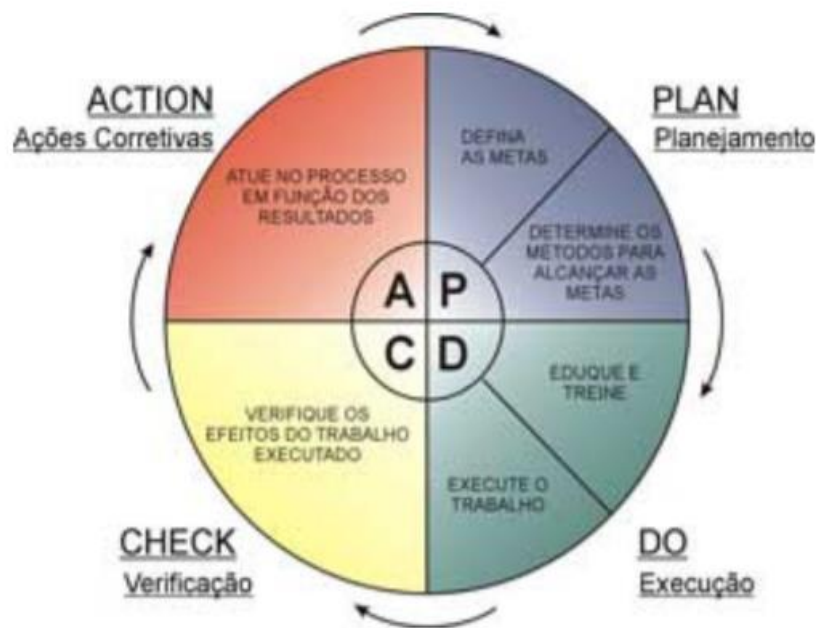 ACTION
Ações Corretivas
PLAN
Planejamento
ATUE NO PROCESSO
EM FUNÇÃO DOS
RESULTADOS
DEFINA
AS METAS
DETERMINE OS
MÉTODOS PARA
ALCANÇAR AS
METAS
A
P
C
D
EDUQUE E
TREINE
EXECUTE O
TRABALHO
VERIFIQUE OS
EFEITOS DO TRABALHO
EXECUTADO
CHECK
Verificação
DO
Execução